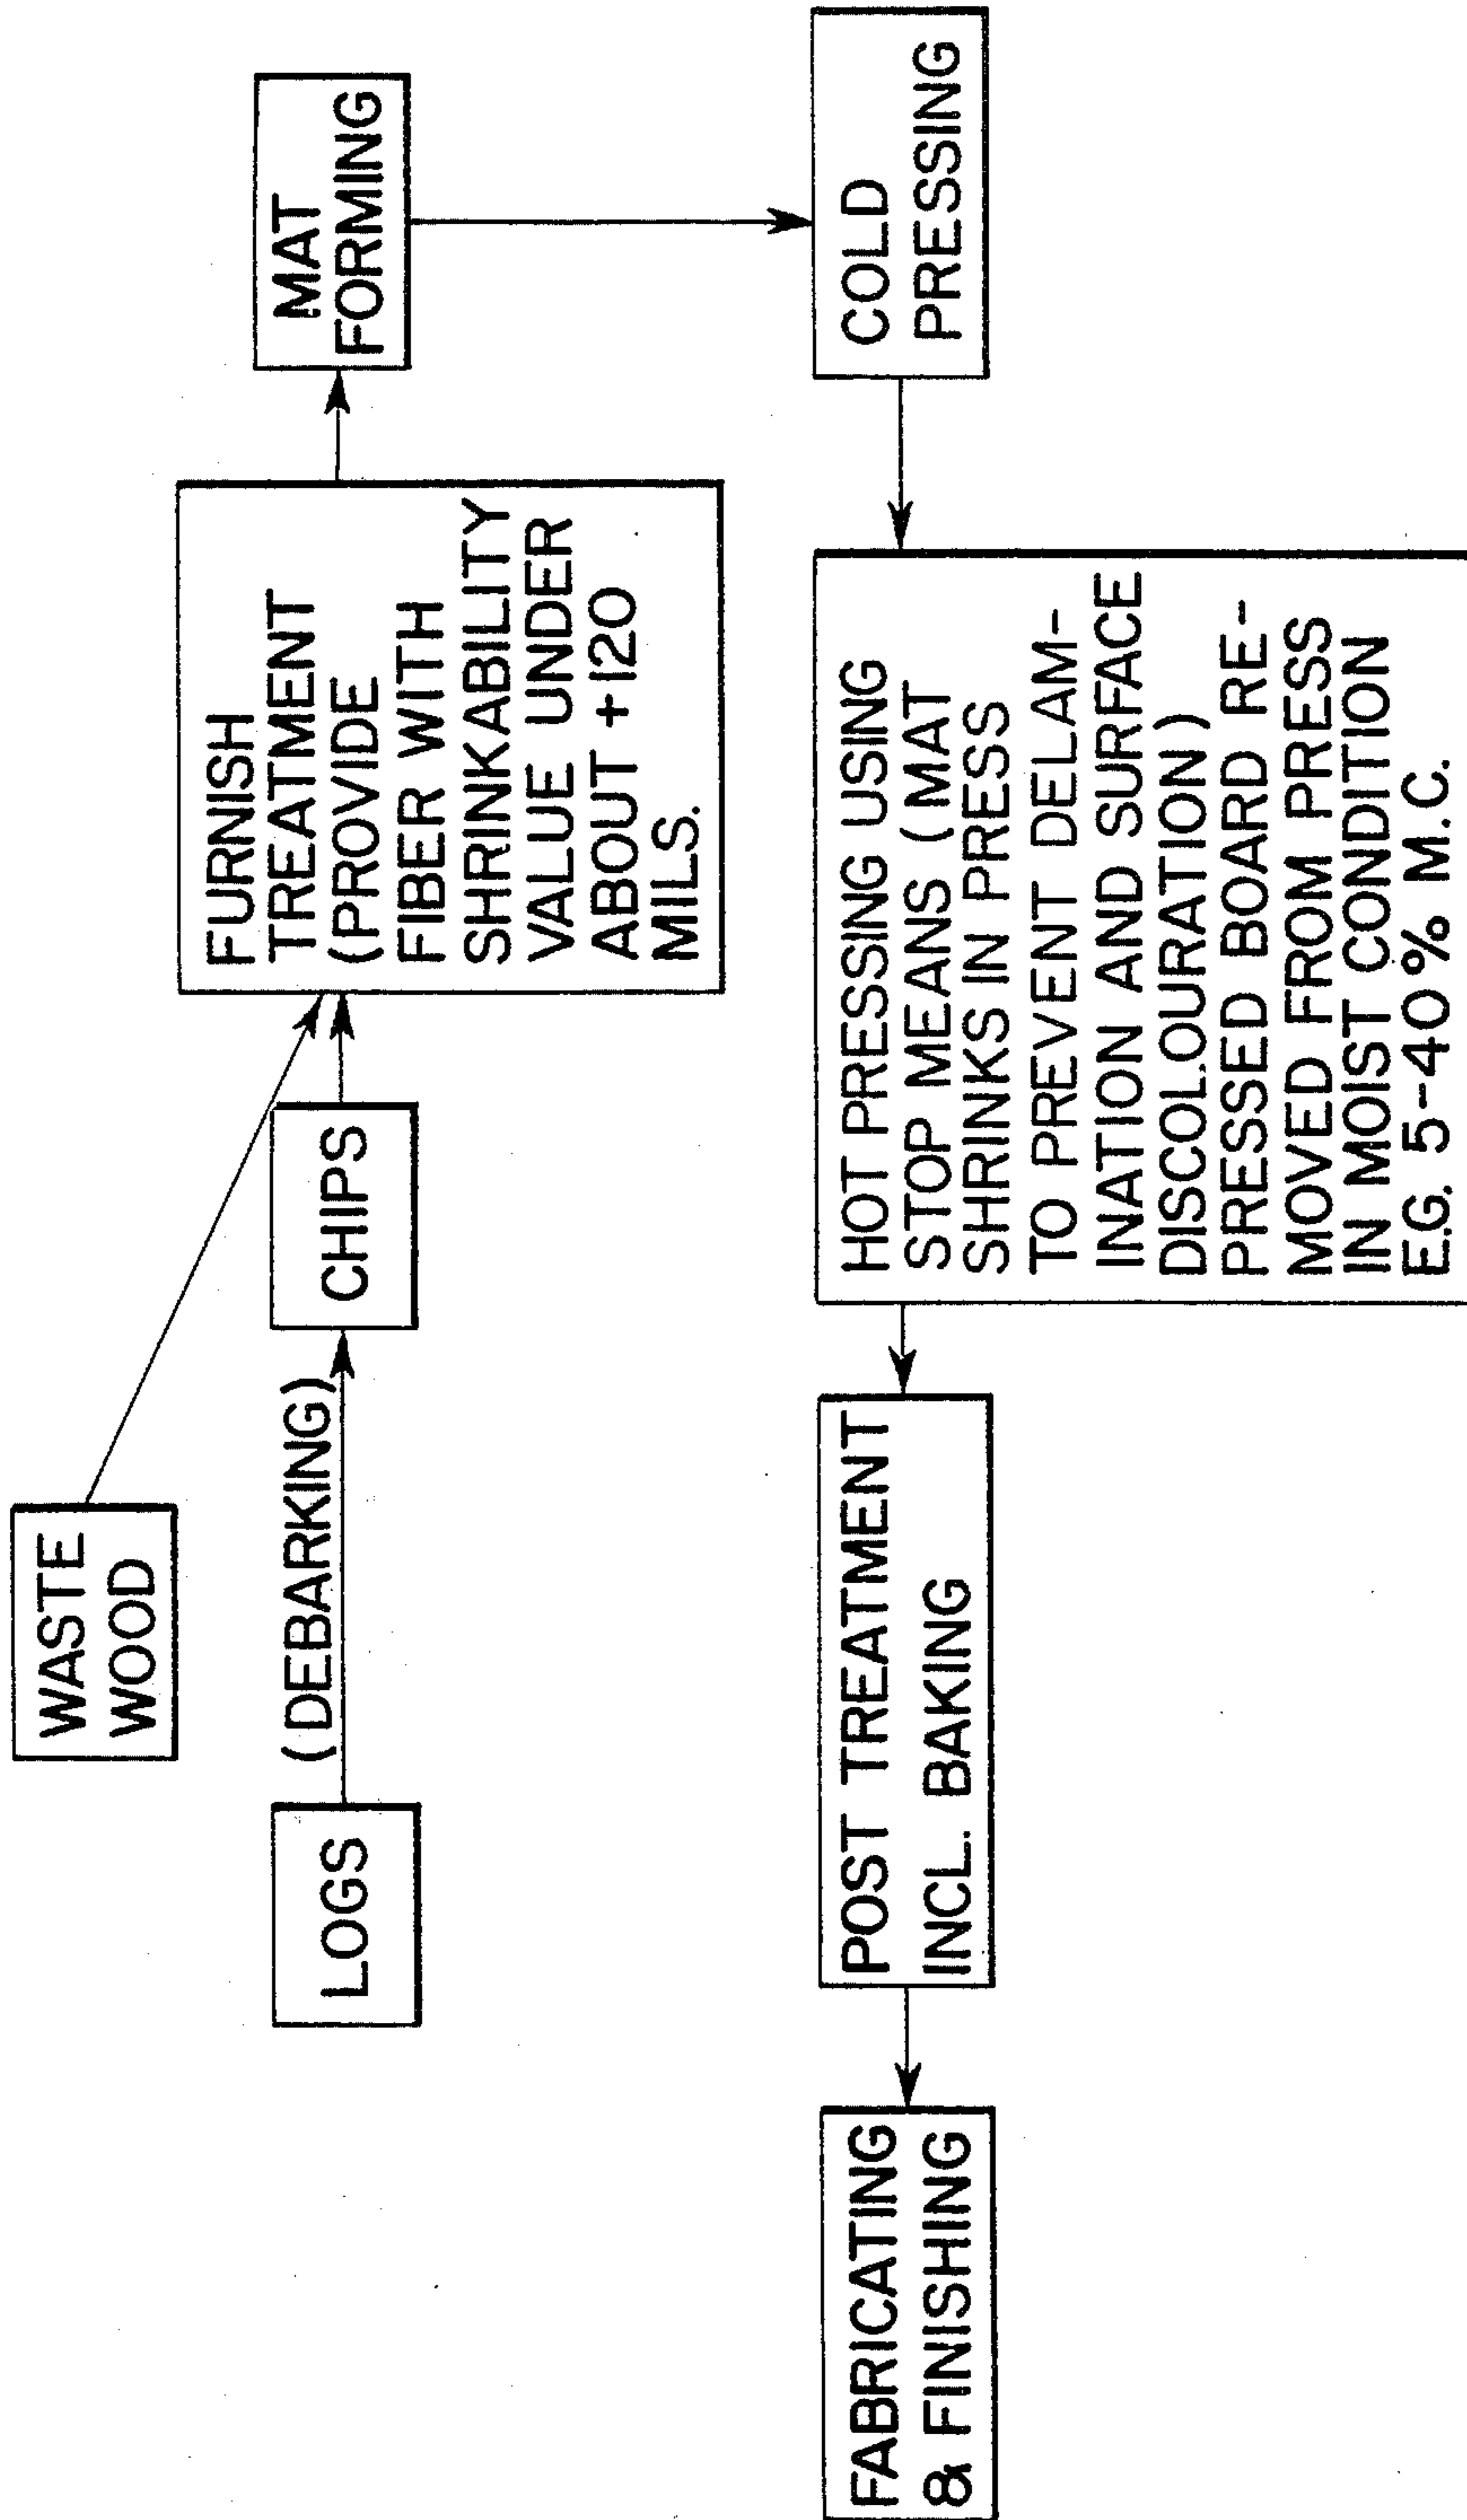 WASTE
WOOD
LOGS
(DEBARKING)
CHIPS
FURNISH
TREATMENT
(PROVIDE
FIBER WITH
SHRINKABILITY
VALUE UNDER
ABOUT +120
MILS.
MAT
FORMING
COLD
PRESSING
HOT PRESSING USING
STOP MEANS (MAT
SHRINKS IN PRESS
TO PREVENT DELAM-
INATION AND SURFACE
DISCOLOURATION)
PRESSED BOARD RE-
MOVED FROM PRESS
IN MOIST CONDITION
E.G. 5-40% M.C.
POST TREATMENT
INCL. BAKING
FABRICATING
& FINISHING